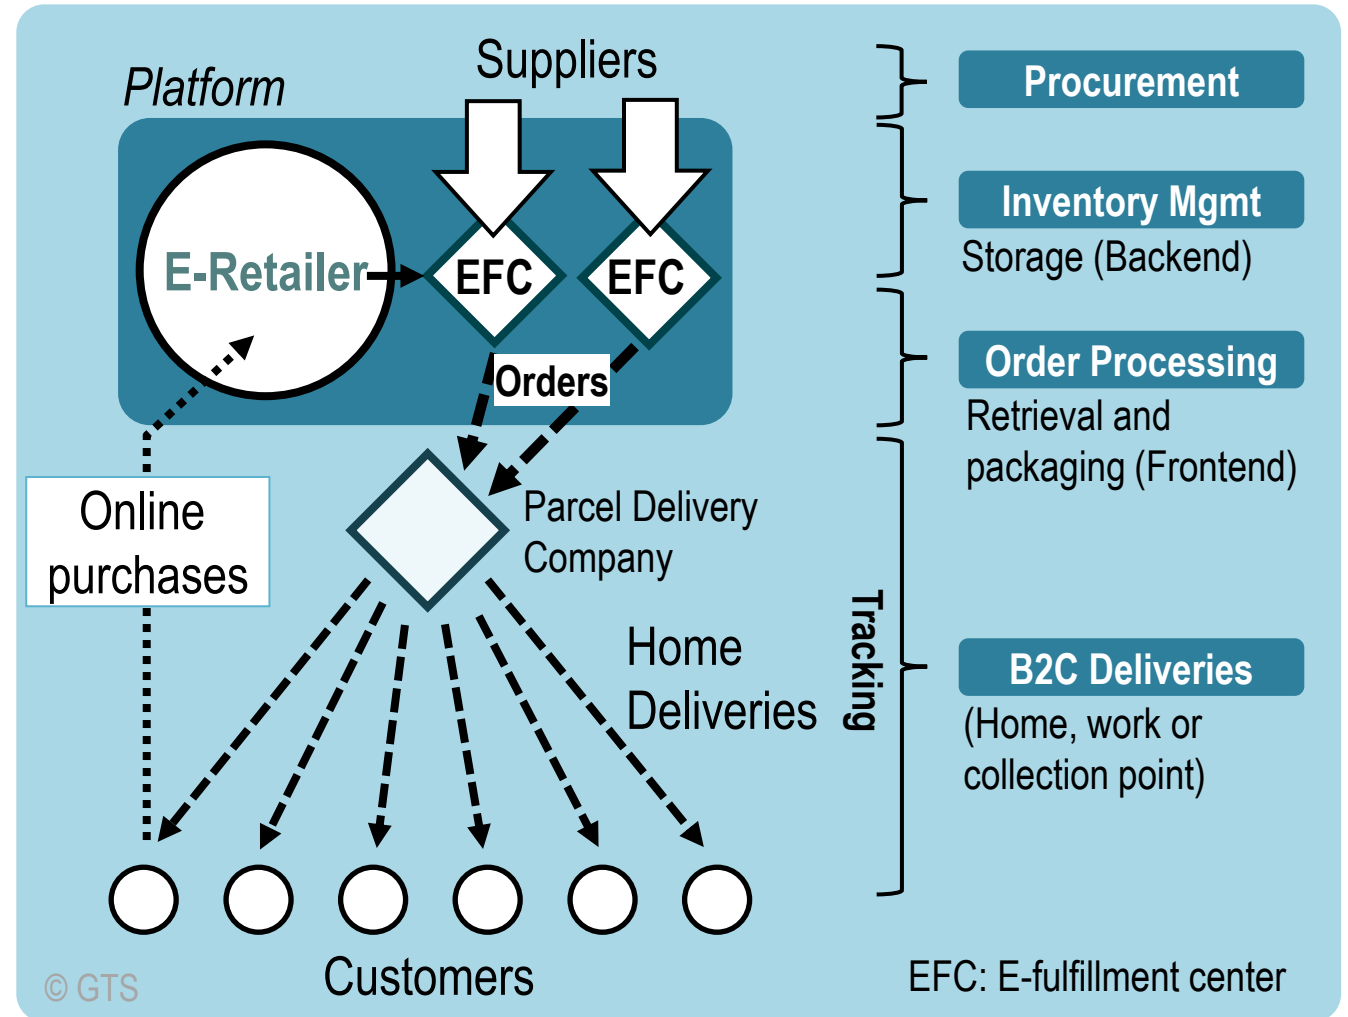 Suppliers
Platform
Procurement
E-Retailer
EFC
EFC
Inventory Mgmt
Storage (Backend)
Orders
Order Processing
Retrieval and
packaging (Frontend)
Online
purchases
Parcel Delivery
Company
Home
Deliveries
Tracking
B2C Deliveries
(Home, work or
collection point)
Customers
© GTS
EFC: E-fulfillment center